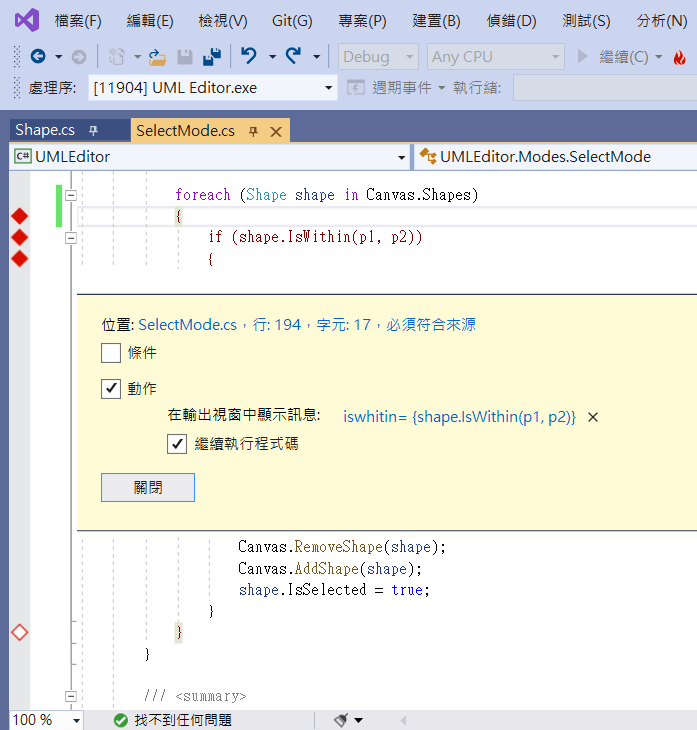 檔案(F) 編輯(E) 檢視(V) Git(G) 專案(P) 建置(B) 偵錯(D) 測試(S) 分析(N)
Debug Any CPU 繼續(C)
處理序: [11904] UML Editor.exe 週期事件 執行緒:
Shape.cs SelectMode.cs
C# UMLEditor UMLEditor.Modes.SelectMode
foreach (Shape shape in Canvas.Shapes)
{
if (shape.IsWithin(p1, p2))
{
位置: SelectMode.cs，行: 194，字元: 17，必須符合來源
條件
動作
在輸出視窗中顯示訊息: iswhitin= {shape.IsWithin(p1, p2)}
繼續執行程式碼
關閉
Canvas.RemoveShape(shape);
Canvas.AddShape(shape);
shape.IsSelected = true;
}
}
}
/// <summary>
100 % 找不到任何問題